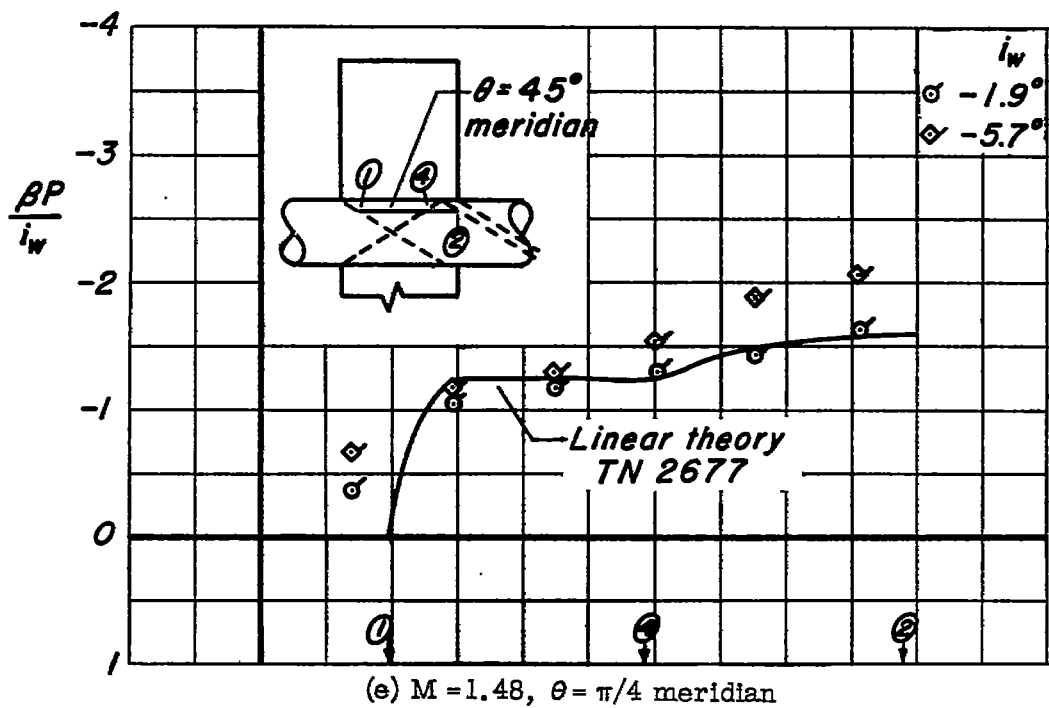 -4
-3
-2
-1
0
1
βP
i_w
i_w
-1.9°
-5.7°
θ = 45°
meridian
①
④
②
Linear theory
TN 2677
①
④
②
(e) M =1.48, θ = π/4 meridian